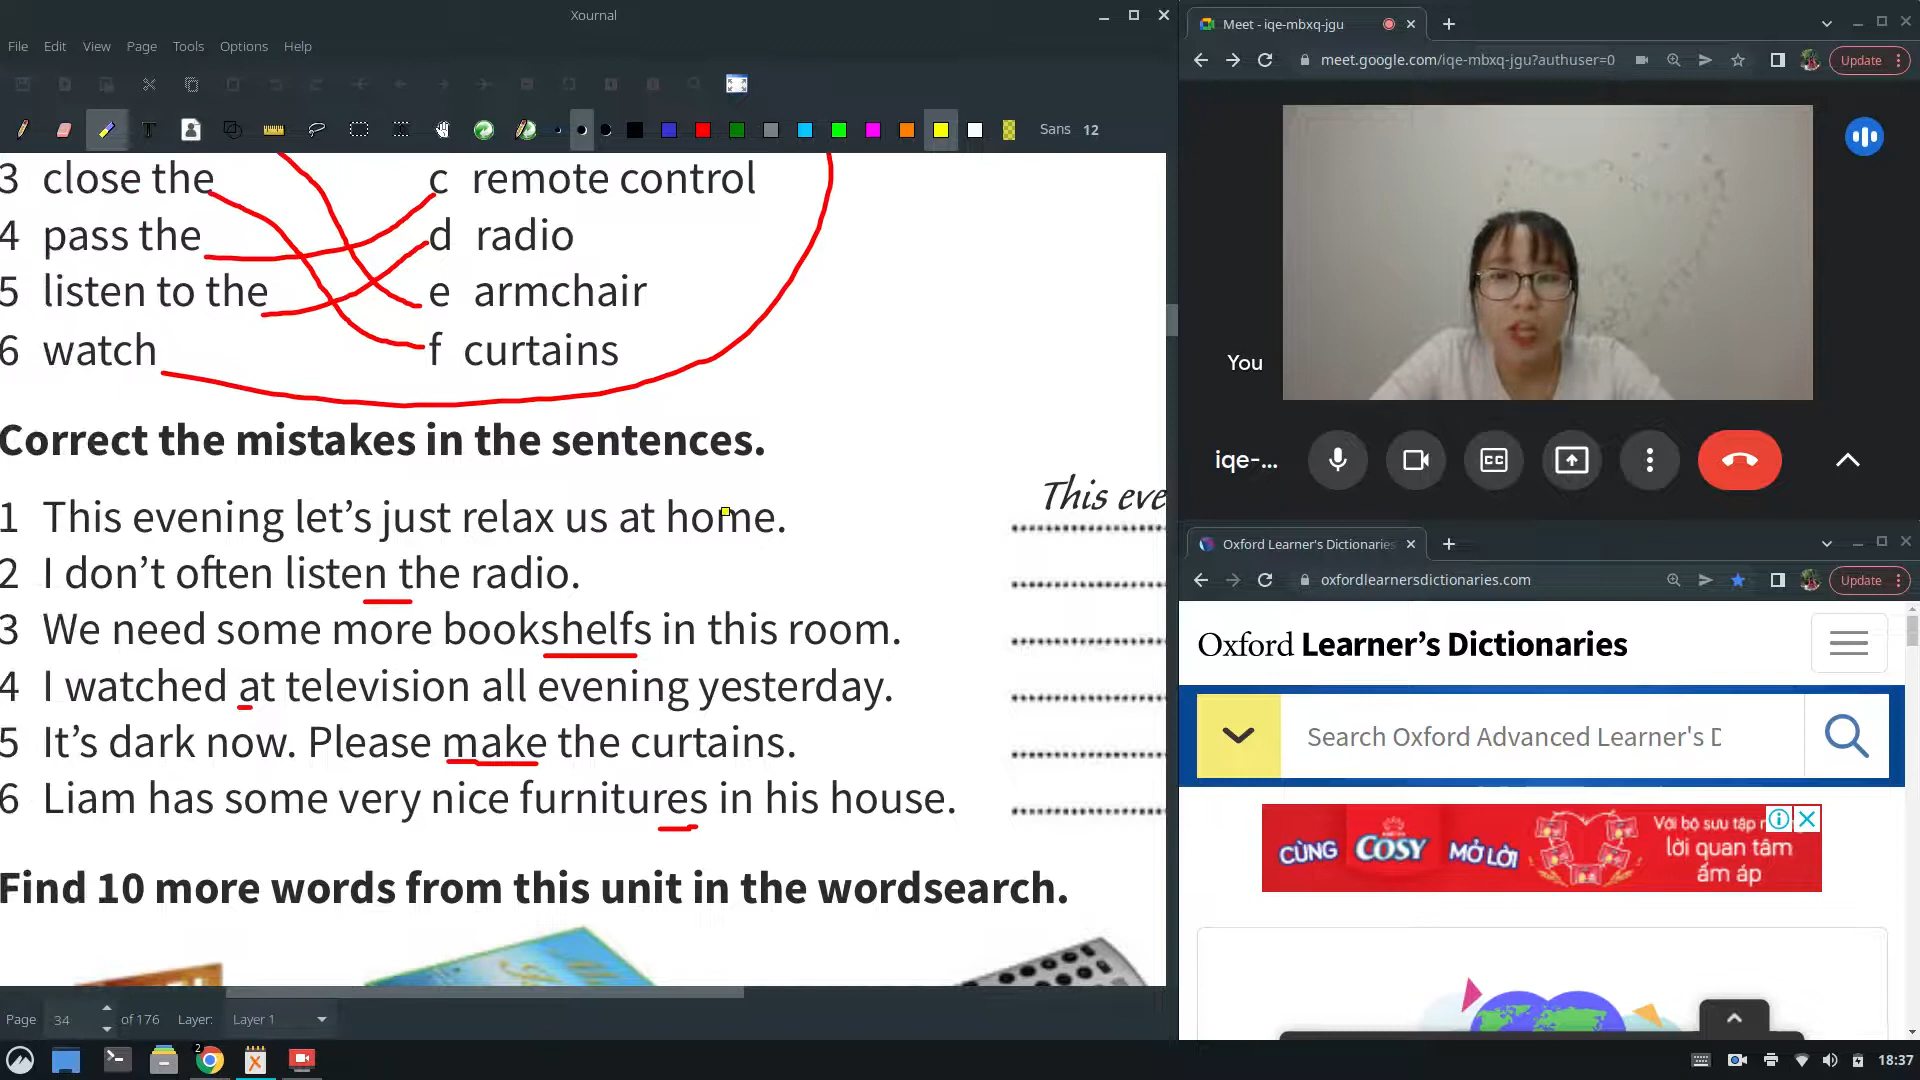 Xournal
File Edit View Page Tools Options Help
Sans 12
3 close the c remote control
4 pass the d radio
5 listen to the e armchair
6 watch f curtains
Correct the mistakes in the sentences.
This eve
1 This evening let's just relax us at home.
2 I don't often listen the radio.
3 We need some more bookshelfs in this room.
4 I watched at television all evening yesterday.
5 It's dark now. Please make the curtains.
6 Liam has some very nice furnitures in his house.
Find 10 more words from this unit in the wordsearch.
Page 34 of 176 Layer: Layer 1
Meet - iqe-mbxq-jgu
meet.google.com/iqe-mbxq-jgu?authuser=0
Update
You
iqe-...
CC
Oxford Learner's Dictionaries
oxfordlearnersdictionaries.com
Update
Oxford Learner's Dictionaries
Search Oxford Advanced Learner's D
CÙNG COSY MỞ LỜI
Với bộ sưu tập
lời quan tâm
ấm áp
2
18:37